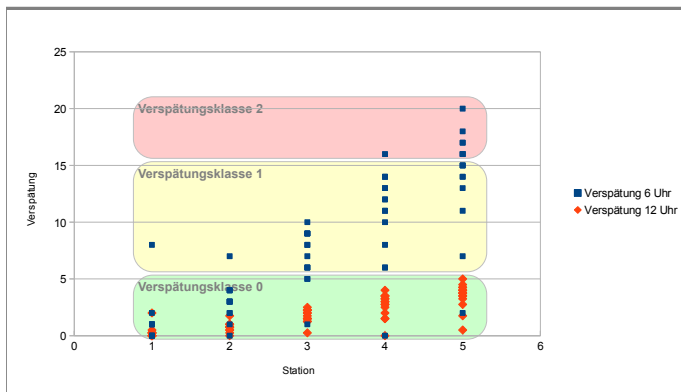 25
20
15
10
5
0
Verspätung
Verspätungsklasse 2
Verspätungsklasse 1
Verspätungsklasse 0
0 1 2 3 4 5 6
Station
Verspätung 6 Uhr
Verspätung 12 Uhr